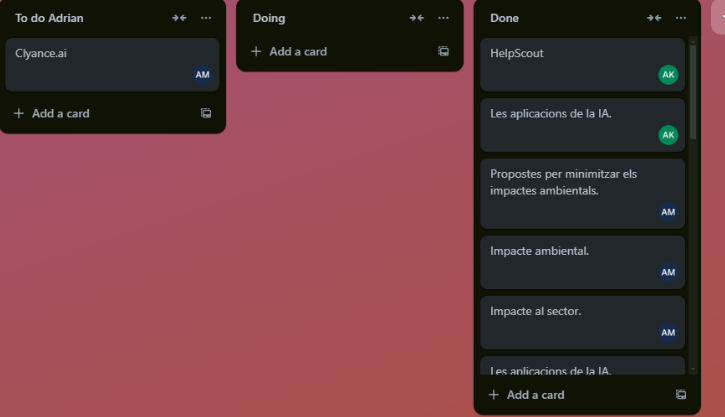 To do Adrian
Clyance.ai
AM
+ Add a card
Doing
+ Add a card
Done
HelpScout
AK
Les aplicacions de la IA.
AK
Propostes per minimitzar els
impactes ambientals.
AM
Impacte ambiental.
AM
Impacte al sector.
AM
Les aplicacions de la IA.
+ Add a card